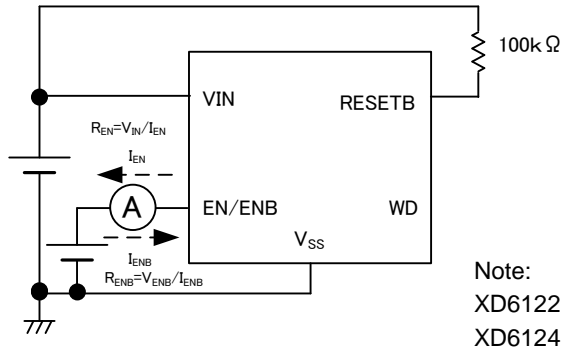 100kΩ
VIN
RESETB
R_EN=V_IN/I_EN
I_EN
A
EN/ENB
WD
V_SS
I_ENB
R_ENB=V_ENB/I_ENB
Note:
XD6122
XD6124